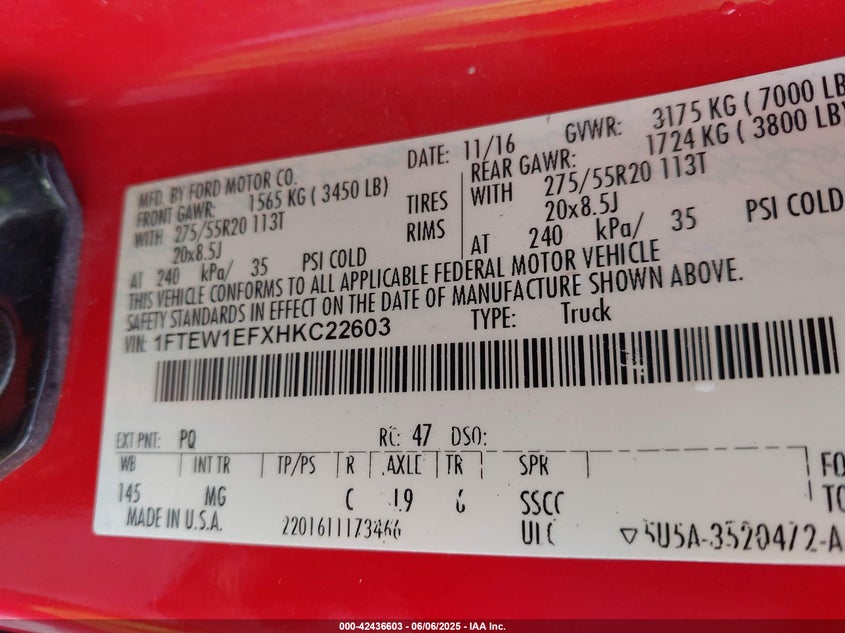 MFD. BY FORD MOTOR CO.
DATE: 11/16
GVWR: 3175 KG ( 7000 LB
FRONT GAWR: 1565 KG ( 3450 LB)
REAR GAWR: 1724 KG ( 3800 LB)
WITH 275/55R20 113T
TIRES
WITH 275/55R20 113T
20x8.5J
RIMS
20x8.5J
AT 240 kPa/ 35 PSI COLD
AT 240 kPa/ 35 PSI COLD
THIS VEHICLE CONFORMS TO ALL APPLICABLE FEDERAL MOTOR VEHICLE
SAFETY STANDARDS IN EFFECT ON THE DATE OF MANUFACTURE SHOWN ABOVE.
VIN: 1FTEW1EFXHKC22603
TYPE: Truck
EXT PNT: PQ RC: 47 DSO:
WB INT TR TP/PS R AXLE TR SPR
145 MG C 6 SSCC
MADE IN U.S.A.
ULC
000-42436603 / 06/06/2025 - IAA Inc.